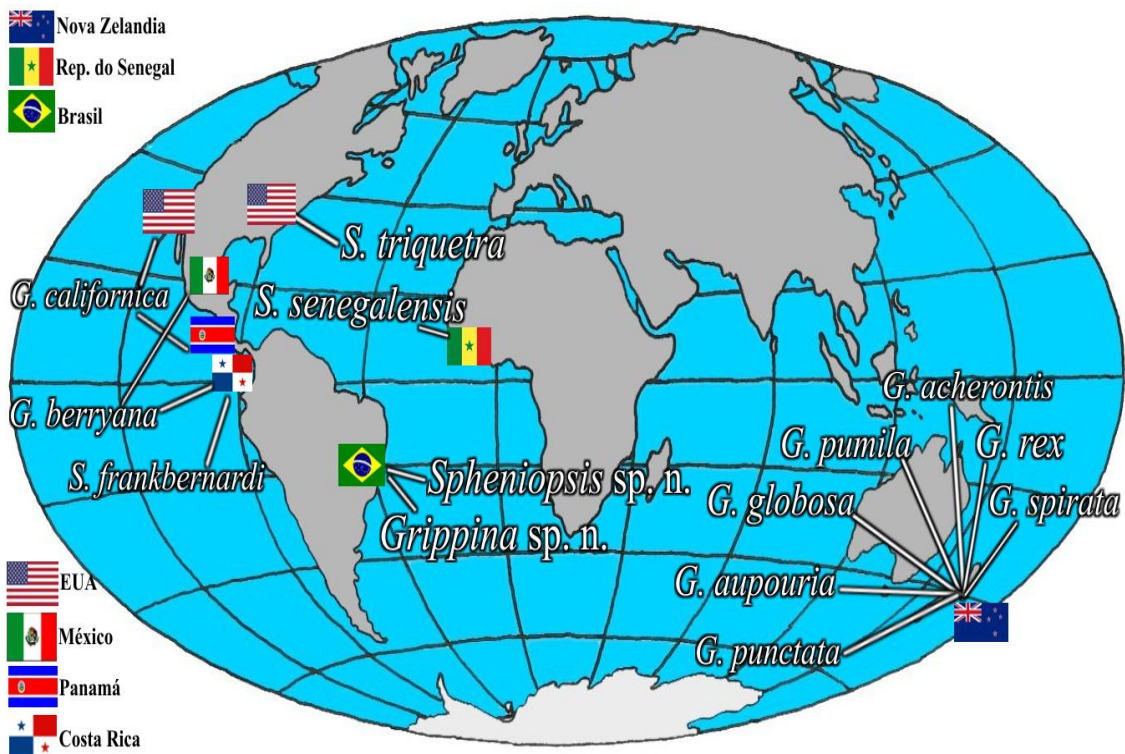 Nova Zelandia
Rep. do Senegal
Brasil
S. triquetra
G. californica
S. senegalensis
G. berryana
S. frankbernardi
Spheniopsis sp. n.
Grippina sp. n.
G. acherontis
G. pumila
G. rex
G. globosa
G. spirata
G. aupouria
G. punctata
EUA
México
Panamá
Costa Rica